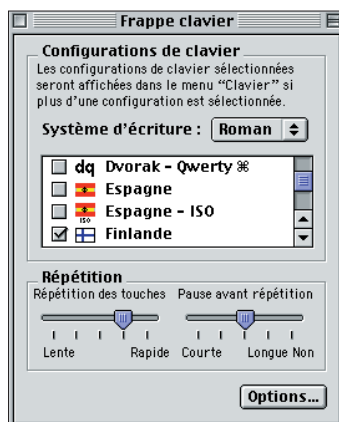 Frappe clavier
Configurations de clavier
Les configurations de clavier sélectionnées
seront affichées dans le menu “Clavier” si
plus d'une configuration est sélectionnée.
Système d'écriture : Roman
dq Dvorak - Qwerty ⌘
Espagne
ISO Espagne - ISO
Finlande
Répétition
Répétition des touches Pause avant répétition
Lente Rapide Courte Longue Non
Options...